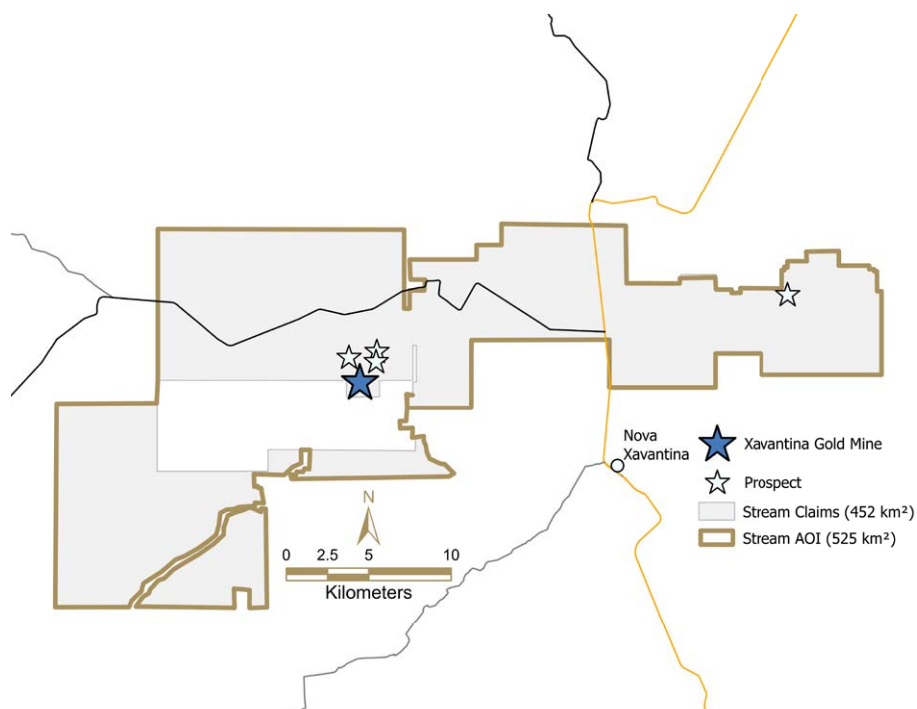 Nova
Xavantina
Xavantina Gold Mine
Prospect
Stream Claims (452 km²)
Stream AOI (525 km²)
N
0 2.5 5 10
Kilometers